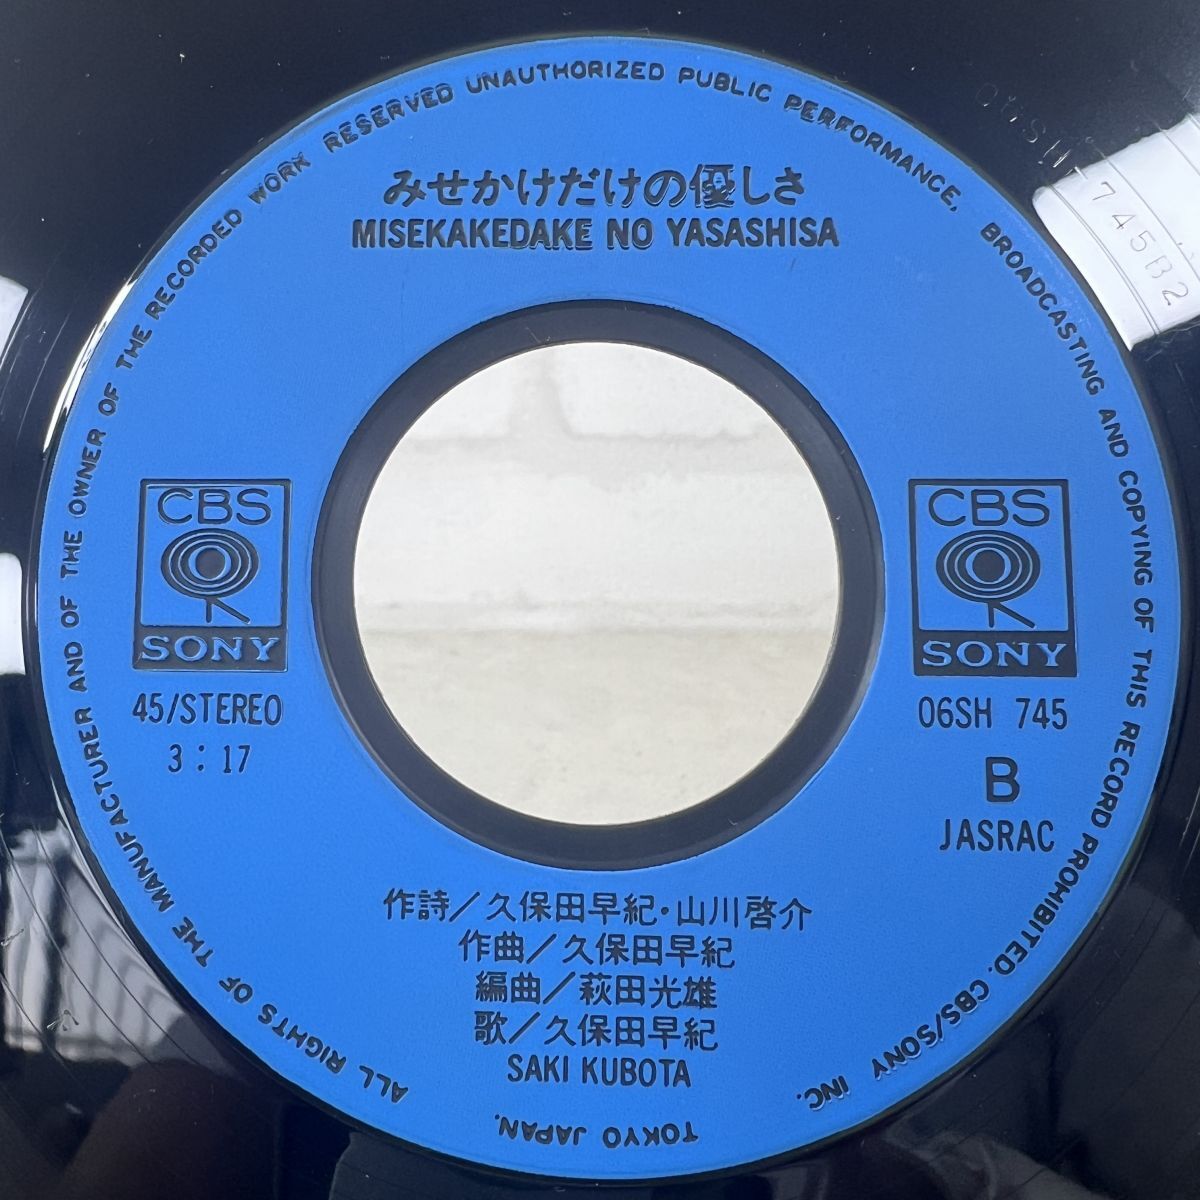 みせかけだけの優しさ
MISEKAKEDAKE NO YASASHISA
CBS
SONY
45/STEREO
3:17
CBS
SONY
06SH 745
B
JASRAC
作詩/久保田早紀・山川啓介
作曲/久保田早紀
編曲/萩田光雄
歌/久保田早紀
SAKI KUBOTA
ALL RIGHTS OF THE MANUFACTURER AND OF THE OWNER OF THE RECORDED WORK RESERVED UNAUTHORIZED PUBLIC PERFORMANCE, BROADCASTING AND COPYING OF THIS RECORD PROHIBITED. CBS/SONY INC.
TOKYO JAPAN.
745B2